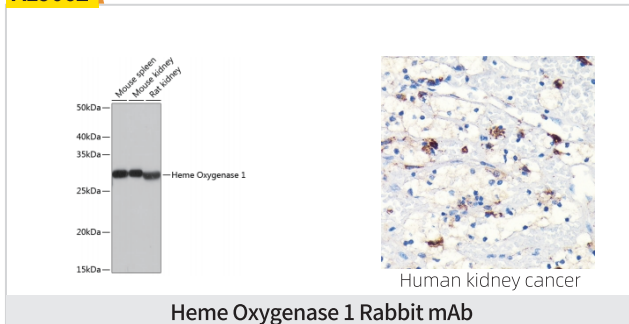 Mouse spleen
Mouse kidney
Rat kidney
50kDa
40kDa
35kDa
25kDa
20kDa
15kDa
Heme Oxygenase 1
Human kidney cancer
Heme Oxygenase 1 Rabbit mAb